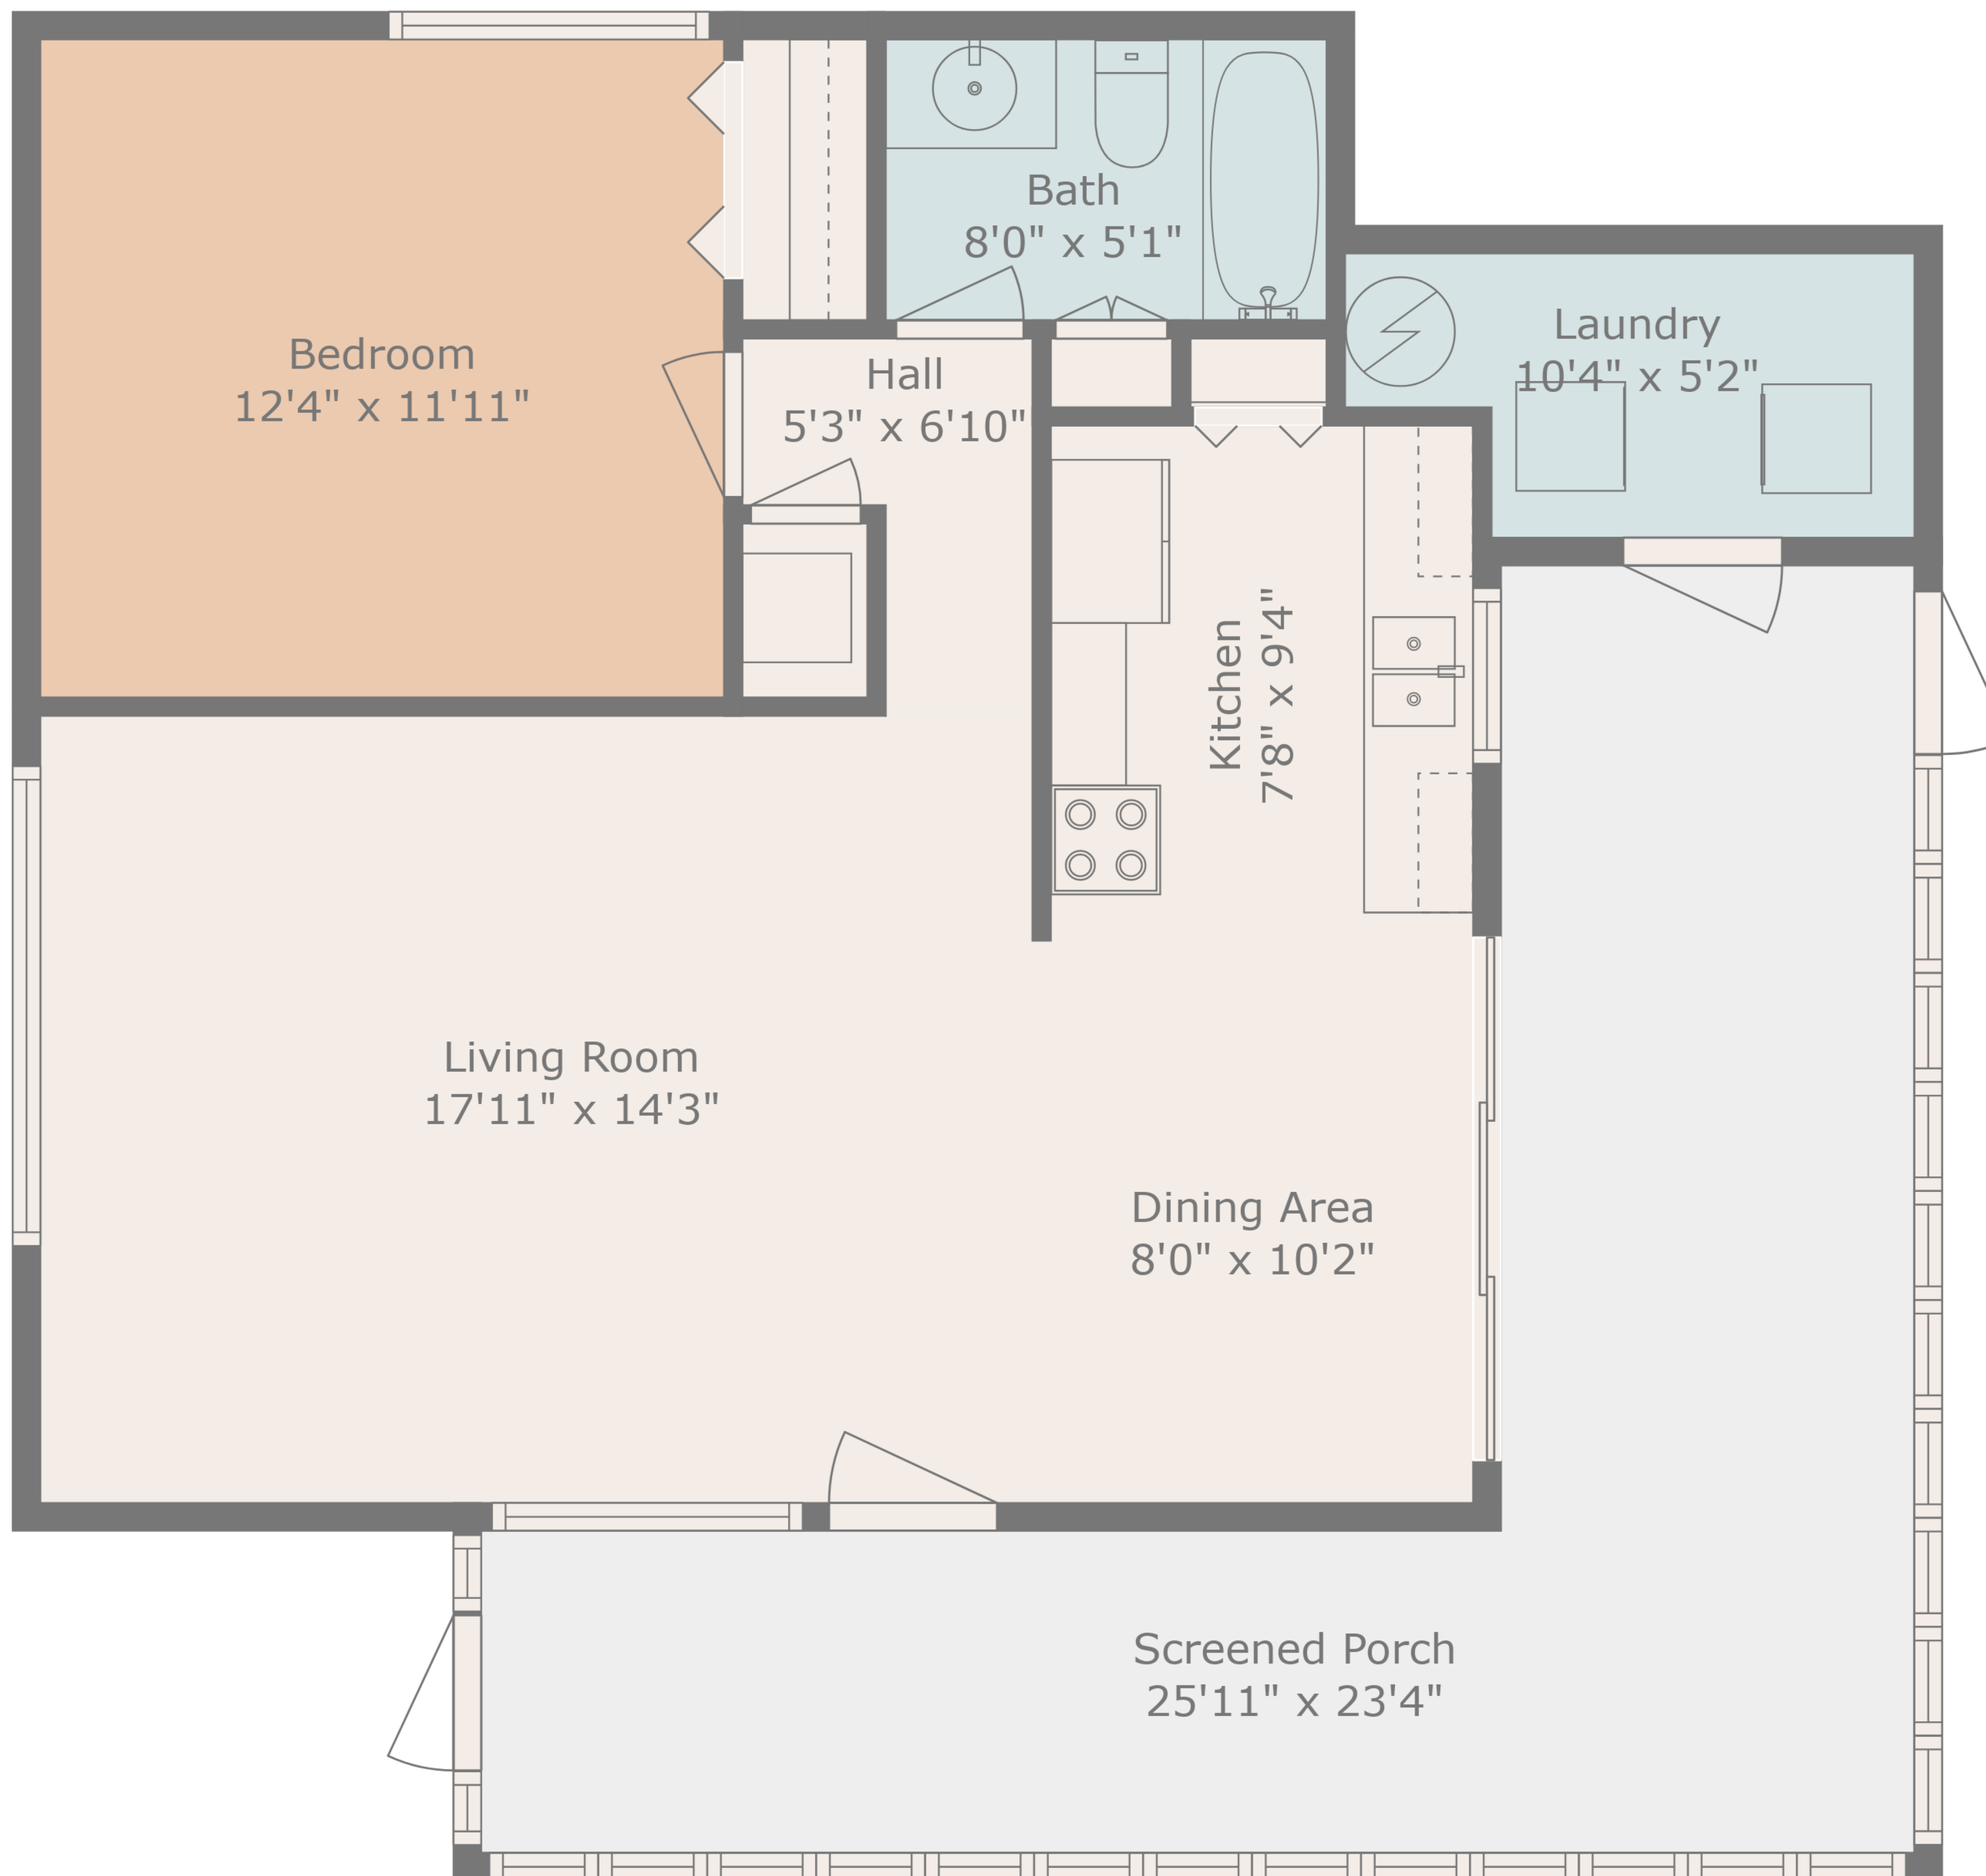 Bath
8'0" x 5'1"
Laundry
10'4" x 5'2"
Bedroom
12'4" x 11'11"
Hall
5'3" x 6'10"
Kitchen
7'8" x 9'4"
Living Room
17'11" x 14'3"
Dining Area
8'0" x 10'2"
Screened Porch
25'11" x 23'4"